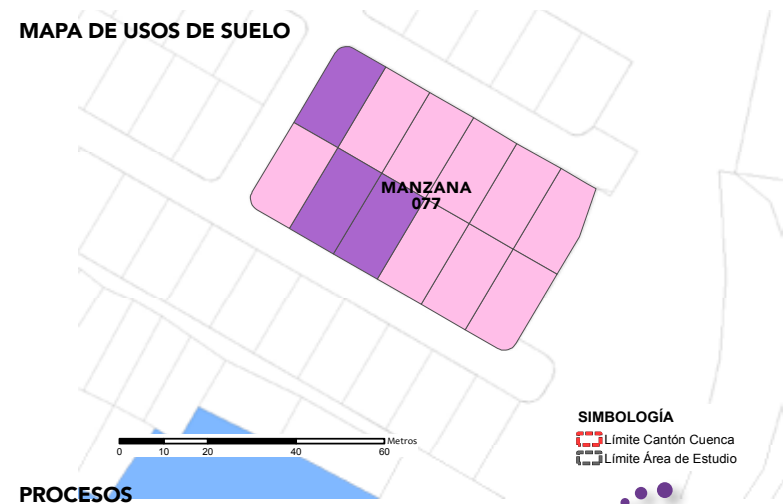 MAPA DE USOS DE SUELO
MANZANA
077
SIMBOLOGÍA
Límite Cantón Cuenca
Límite Área de Estudio
Metros
0 10 20 40 60
PROCESOS